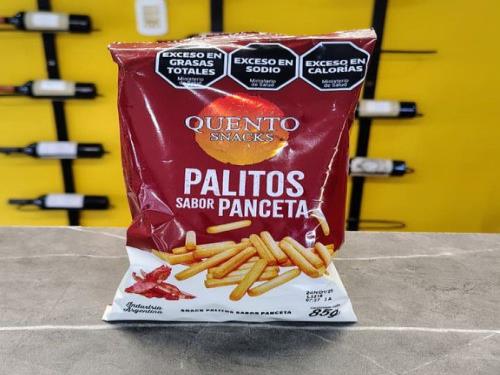 EXCESO EN
GRASAS
TOTALES
Ministerio
de Salud
EXCESO EN
SODIO
Ministerio
de Salud
EXCESO EN
CALORÍAS
Ministerio
de Salud
QUENTO
SNACKS
PALITOS
SABOR PANCETA
Industria
Argentina
SNACK PALITOS SABOR PANCETA
85g